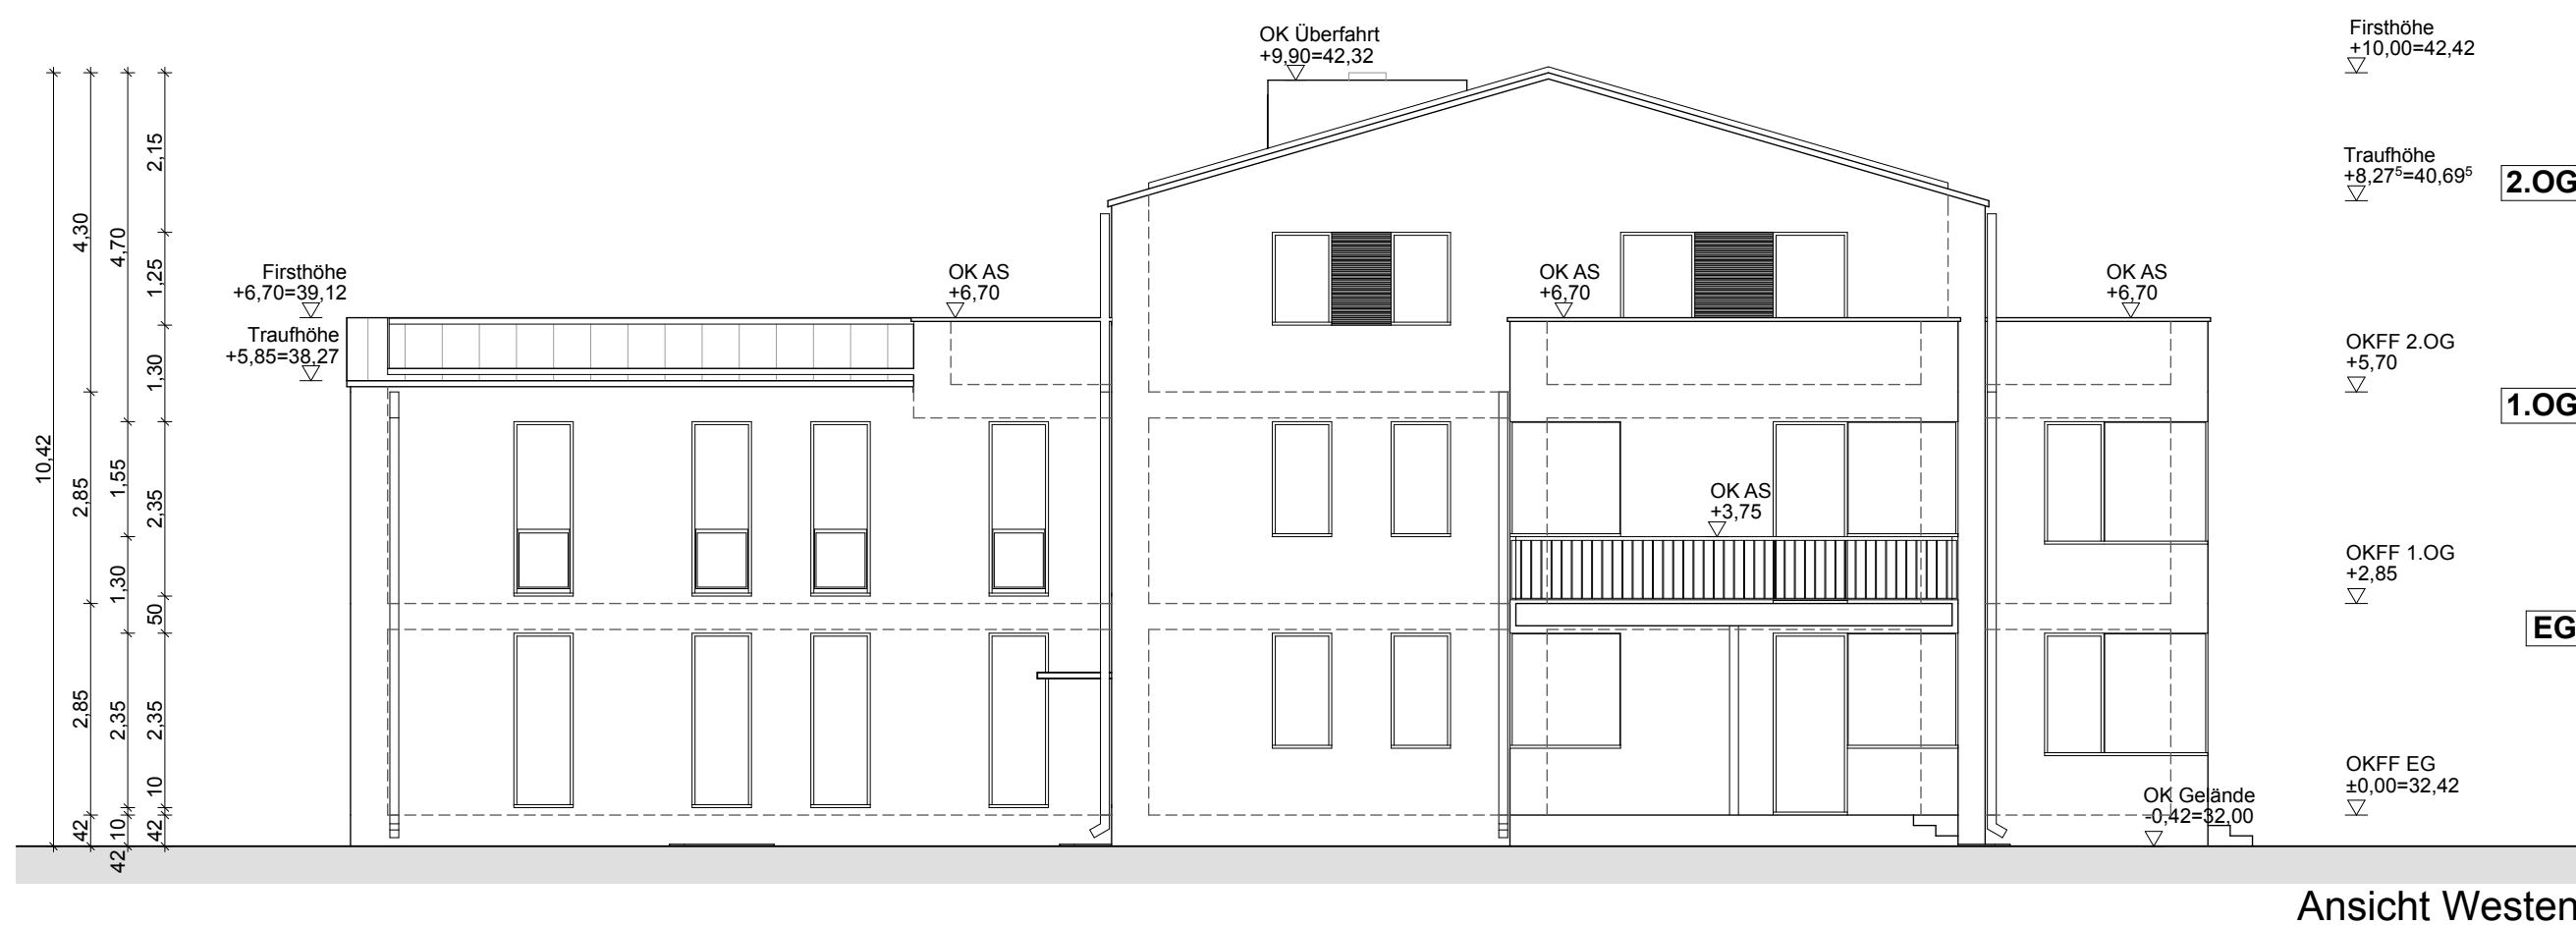 OK Überfahrt
+9,90=42,32
Firsthöhe
+10,00=42,42
Traufhöhe
+8,27⁵=40,69⁵
2.OG
Firsthöhe
+6,70=39,12
Traufhöhe
+5,85=38,27
OK AS
+6,70
OK AS
+6,70
OK AS
+6,70
OKFF 2.OG
+5,70
1.OG
OK AS
+3,75
OKFF 1.OG
+2,85
EG
OKFF EG
±0,00=32,42
OK Gelände
-0,42=32,00
10,42
4,30
2,85
2,85
42
4,70
1,55
1,30
2,35
10
42
2,15
1,25
1,30
2,35
50
2,35
10
42
Ansicht Westen